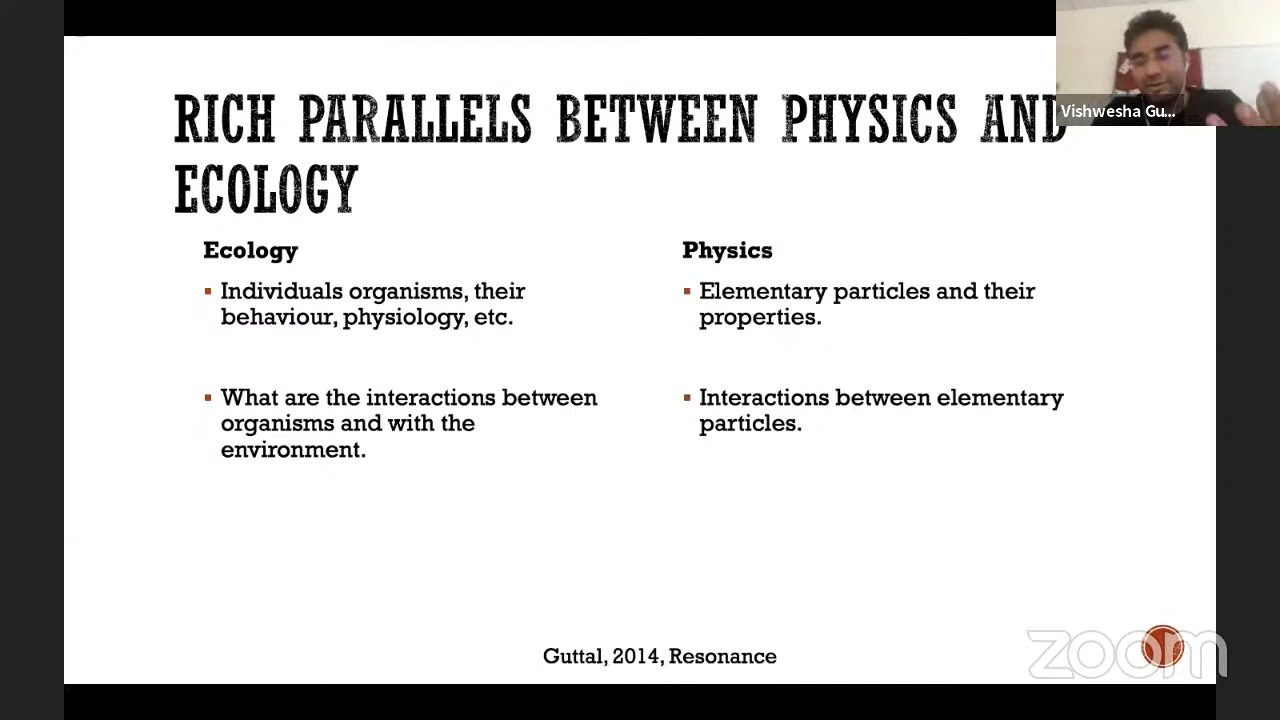 RICH PARALLELS BETWEEN PHYSICS AND
ECOLOGY
Vishwesha Gu...
Ecology
Individuals organisms, their
behaviour, physiology, etc.
What are the interactions between
organisms and with the
environment.
Physics
Elementary particles and their
properties.
Interactions between elementary
particles.
Guttal, 2014, Resonance
zoom